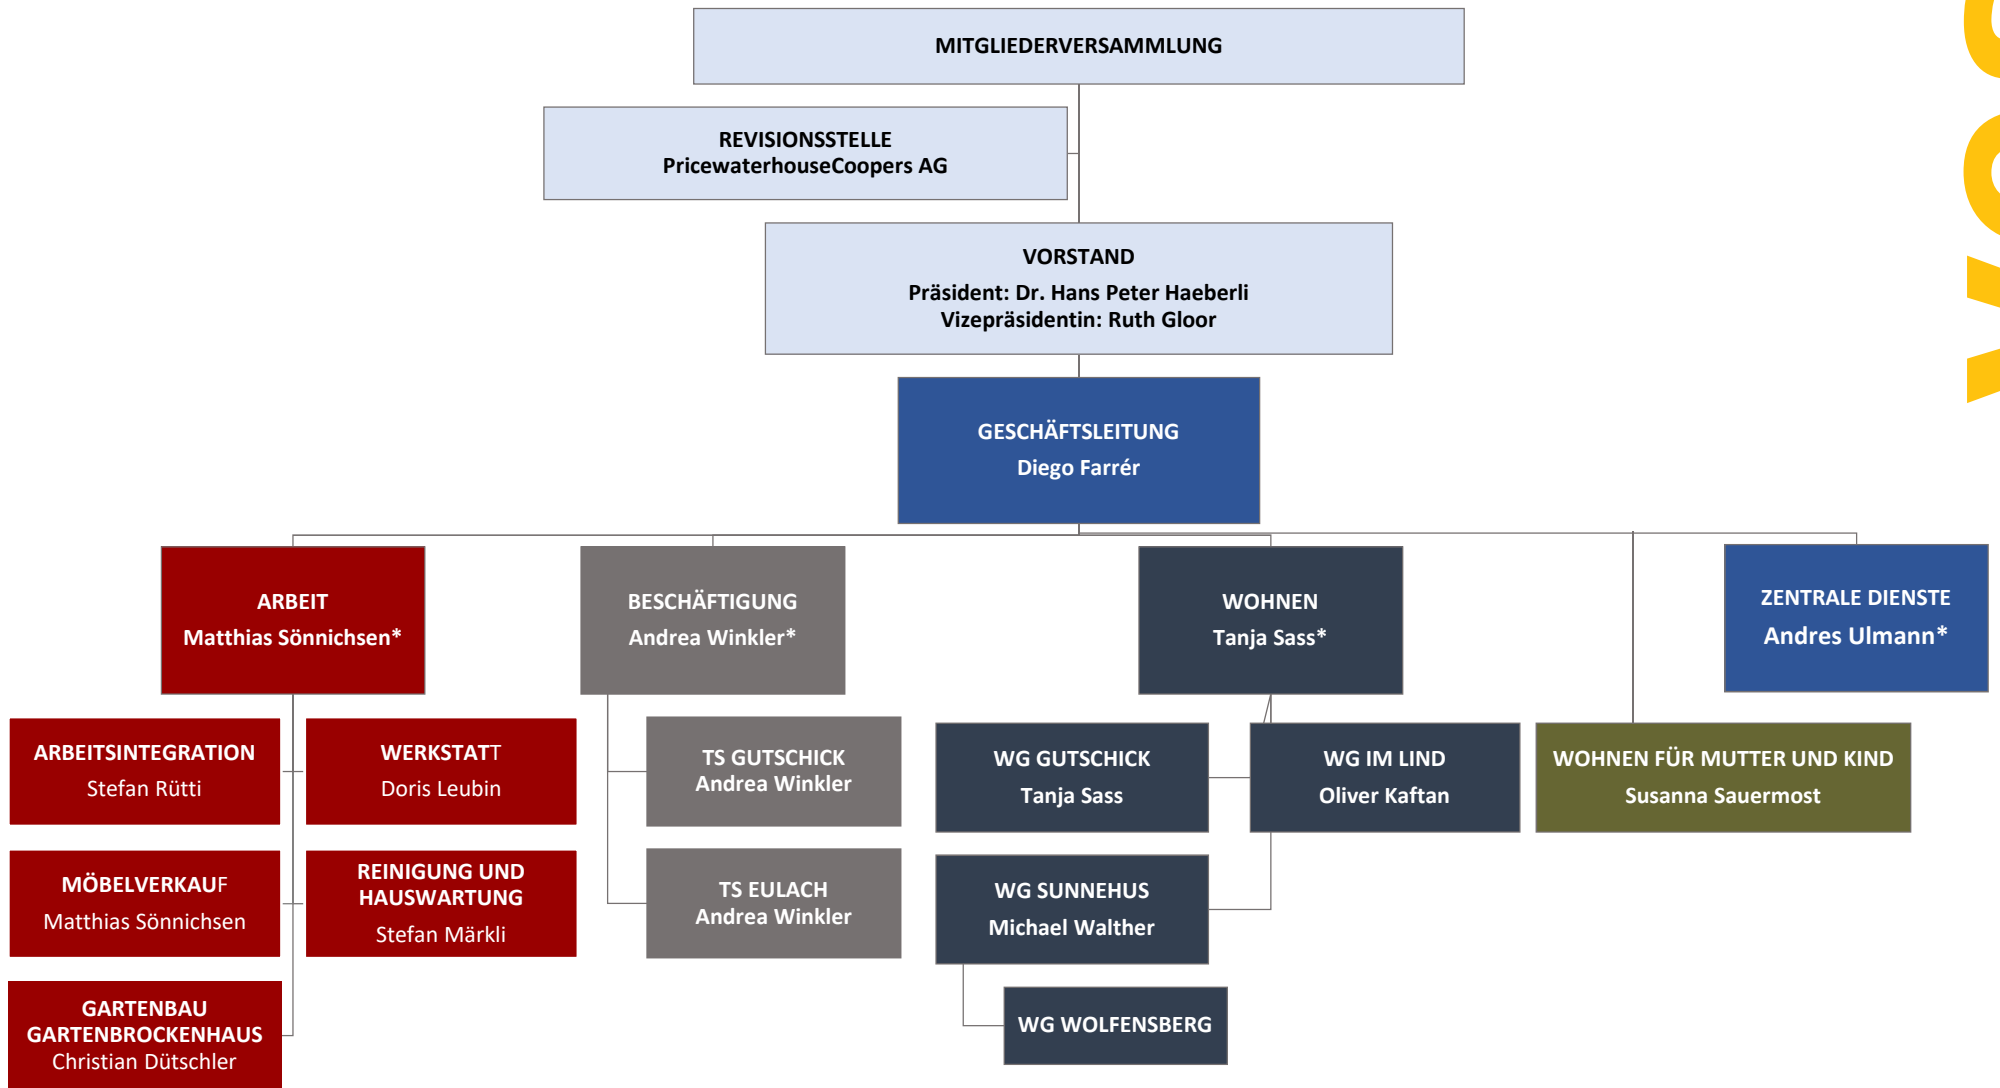 MITGLIEDERVERSAMMLUNG
REVISIONSSTELLE
PricewaterhouseCoopers AG
VORSTAND
Präsident: Dr. Hans Peter Haeberli
Vizepräsidentin: Ruth Gloor
GESCHÄFTSLEITUNG
Diego Farrér
ARBEIT
Matthias Sönnichsen*
BESCHÄFTIGUNG
Andrea Winkler*
WOHNEN
Tanja Sass*
ZENTRALE DIENSTE
Andres Ulmann*
ARBEITSINTEGRATION
Stefan Rütti
WERKSTATT
Doris Leubin
TS GUTSCHICK
Andrea Winkler
WG GUTSCHICK
Tanja Sass
WG IM LIND
Oliver Kaftan
WOHNEN FÜR MUTTER UND KIND
Susanna Sauermost
MÖBELVERKAUF
Matthias Sönnichsen
REINIGUNG UND
HAUSWARTUNG
Stefan Märkli
TS EULACH
Andrea Winkler
WG SUNNEHUS
Michael Walther
GARTENBAU
GARTENBROCKENHAUS
Christian Dütschler
WG WOLFENSBERG